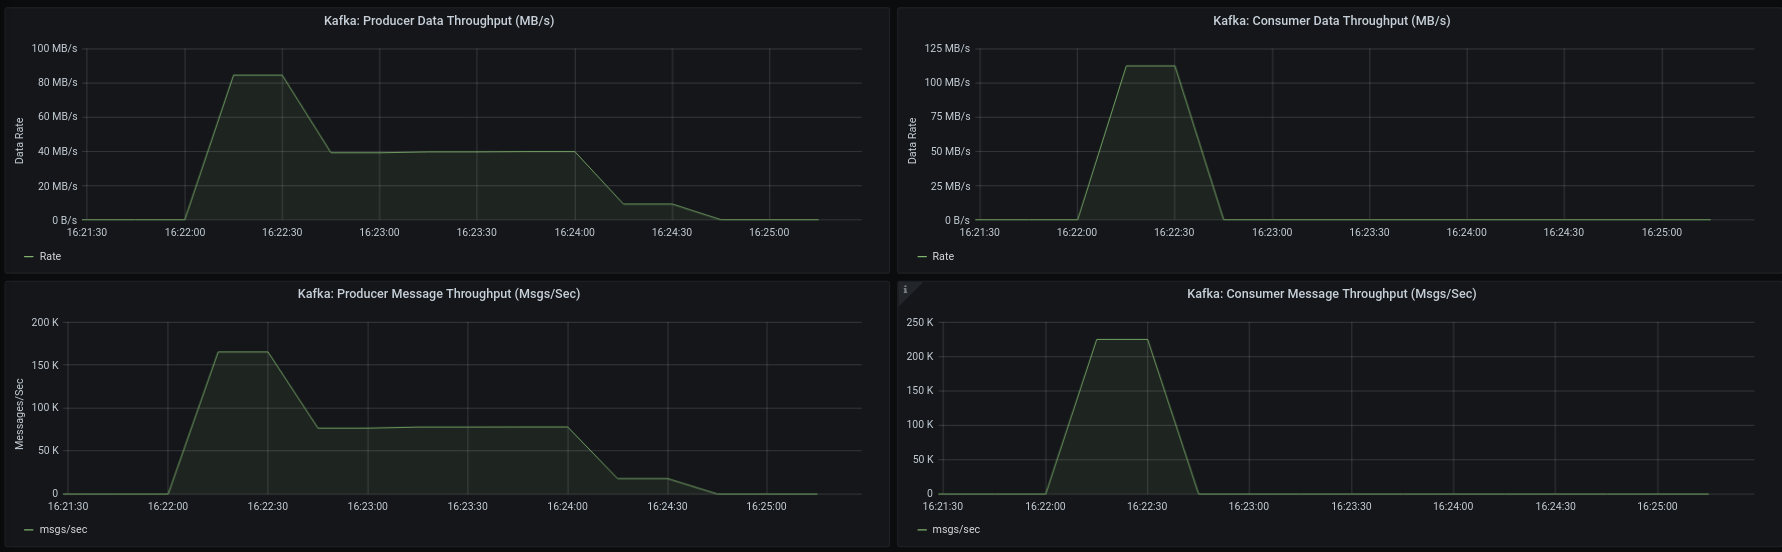 Kafka: Producer Data Throughput (MB/s)
100 MB/s
80 MB/s
60 MB/s
40 MB/s
20 MB/s
0 B/s
Data Rate
16:21:30 16:22:00 16:22:30 16:23:00 16:23:30 16:24:00 16:24:30 16:25:00
Rate
Kafka: Consumer Data Throughput (MB/s)
125 MB/s
100 MB/s
75 MB/s
50 MB/s
25 MB/s
0 B/s
Data Rate
16:21:30 16:22:00 16:22:30 16:23:00 16:23:30 16:24:00 16:24:30 16:25:00
Rate
Kafka: Producer Message Throughput (Msgs/Sec)
200 K
150 K
100 K
50 K
0
Messages/Sec
16:21:30 16:22:00 16:22:30 16:23:00 16:23:30 16:24:00 16:24:30 16:25:00
msgs/sec
i
Kafka: Consumer Message Throughput (Msgs/Sec)
250 K
200 K
150 K
100 K
50 K
0
16:21:30 16:22:00 16:22:30 16:23:00 16:23:30 16:24:00 16:24:30 16:25:00
msgs/sec